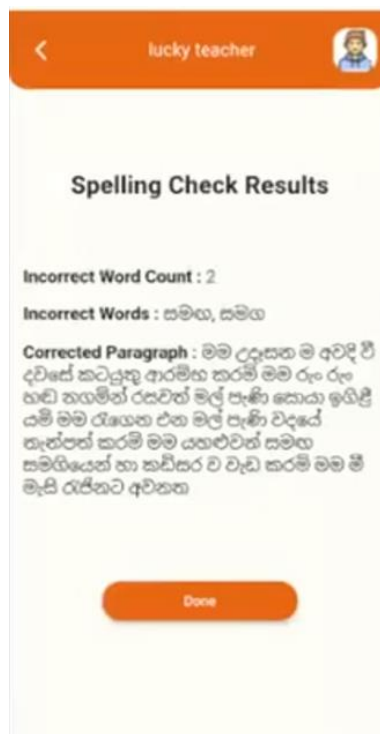 lucky teacher
Spelling Check Results
Incorrect Word Count : 2
Incorrect Words : සමඟ, සමග
Corrected Paragraph : මම උදෑසන ම අවදි වී
දවසේ කටයුතු ආරම්භ කරමි මම රුං රුං
හඬ නගමින් රසවත් මල් පැණි සොයා ඉගිළී
යමි මම රැගෙන එන මල් පැණි වදයේ
තැන්පත් කරමි මම යහළුවන් සමඟ
සමගියෙන් හා කඩිසර ව වැඩ කරමි මම මී
මැසි රැජිනට අවනත
Done